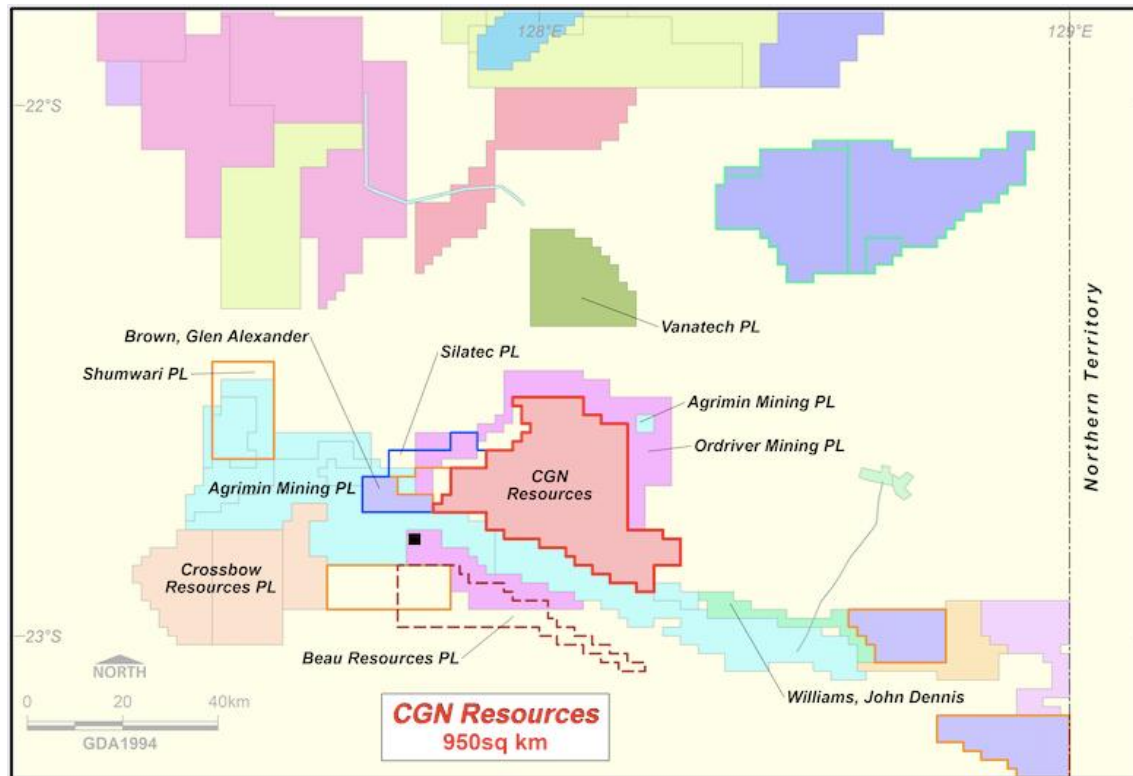 128°E
129°E
22°S
Vanatech PL
Northern Territory
Brown, Glen Alexander
Silatec PL
Shumwari PL
Agrimin Mining PL
Ordriver Mining PL
CGN
Resources
Agrimin Mining PL
Crossbow
Resources PL
23°S
Beau Resources PL
Williams, John Dennis
NORTH
0 20 40km
GDA1994
CGN Resources
950sq km